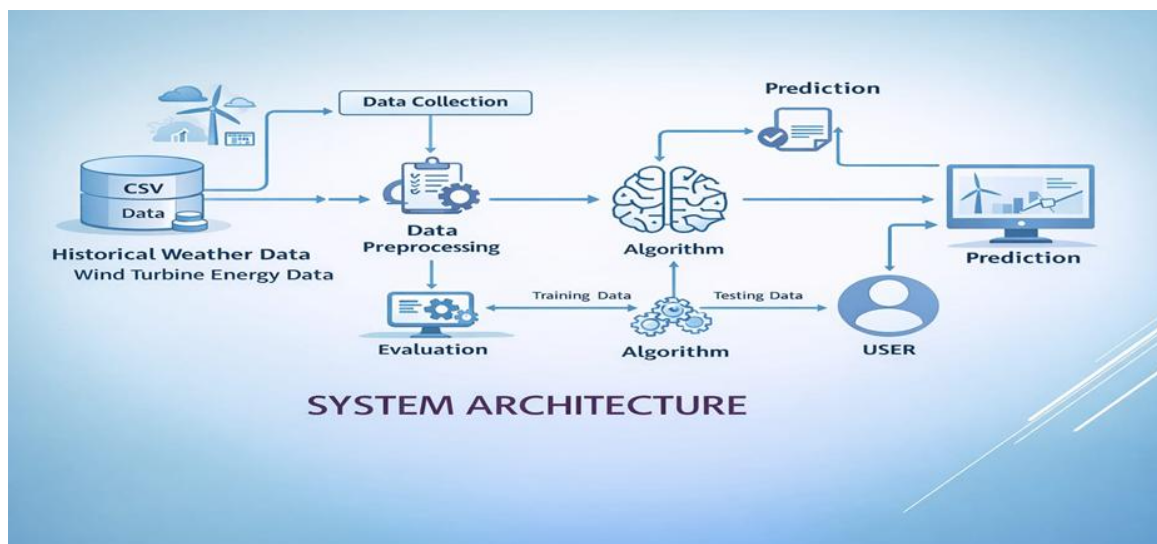 Data Collection
Prediction
CSV
Data
Historical Weather Data
Wind Turbine Energy Data
Data
Preprocessing
Algorithm
Prediction
Training Data
Testing Data
Evaluation
Algorithm
USER
SYSTEM ARCHITECTURE